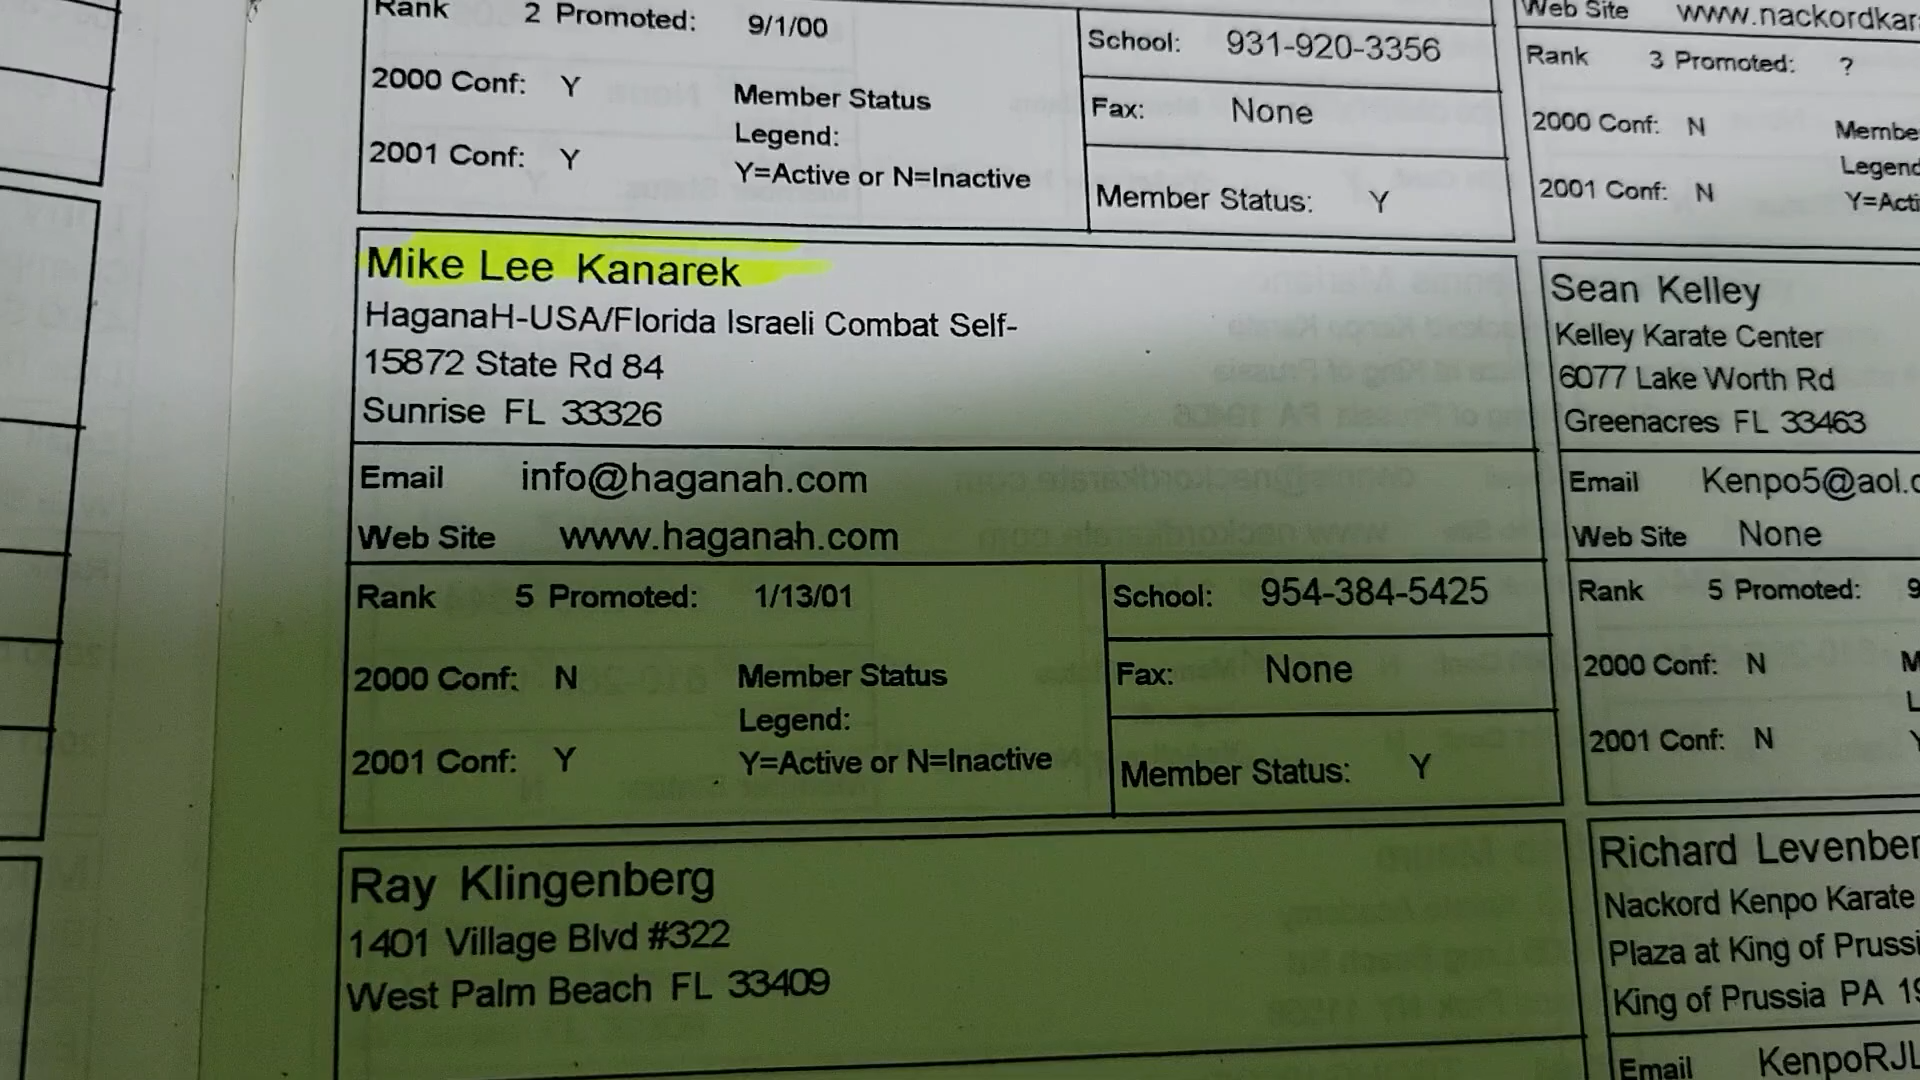 Rank 2 Promoted: 9/1/00
2000 Conf: Y
Member Status
Legend:
2001 Conf: Y
Y=Active or N=Inactive
School: 931-920-3356
Fax: None
Member Status: Y
Web Site www.nackordkar
Rank 3 Promoted: ?
2000 Conf: N
2001 Conf: N
Mike Lee Kanarek
HaganaH-USA/Florida Israeli Combat Self-
15872 State Rd 84
Sunrise FL 33326
Email info@haganah.com
Web Site www.haganah.com
Rank 5 Promoted: 1/13/01
2000 Conf: N
Member Status
Legend:
2001 Conf: Y
Y=Active or N=Inactive
School: 954-384-5425
Fax: None
Member Status: Y
Sean Kelley
Kelley Karate Center
6077 Lake Worth Rd
Greenacres FL 33463
Email Kenpo5@aol.
Web Site None
Rank 5 Promoted: 9
2000 Conf: N
2001 Conf: N
Ray Klingenberg
1401 Village Blvd #322
West Palm Beach FL 33409
Richard Levenber
Nackord Kenpo Karate
Plaza at King of Prussi
King of Prussia PA 19
Email KenpoRJL